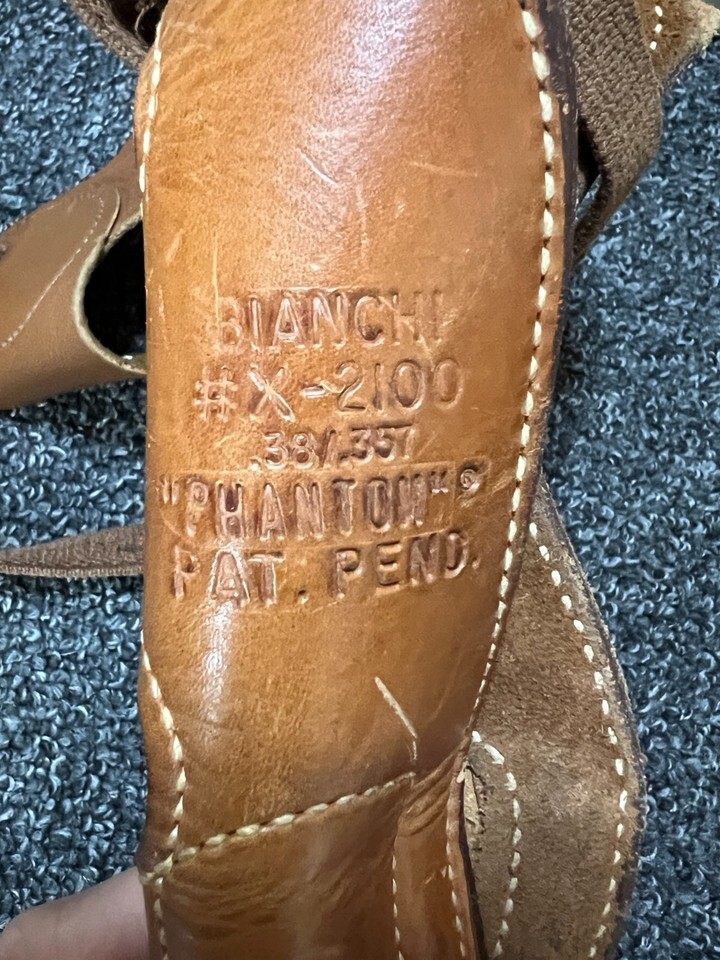 BIANCHI
#X-2100
.38/.357
"PHANTOM"®
PAT. PEND.